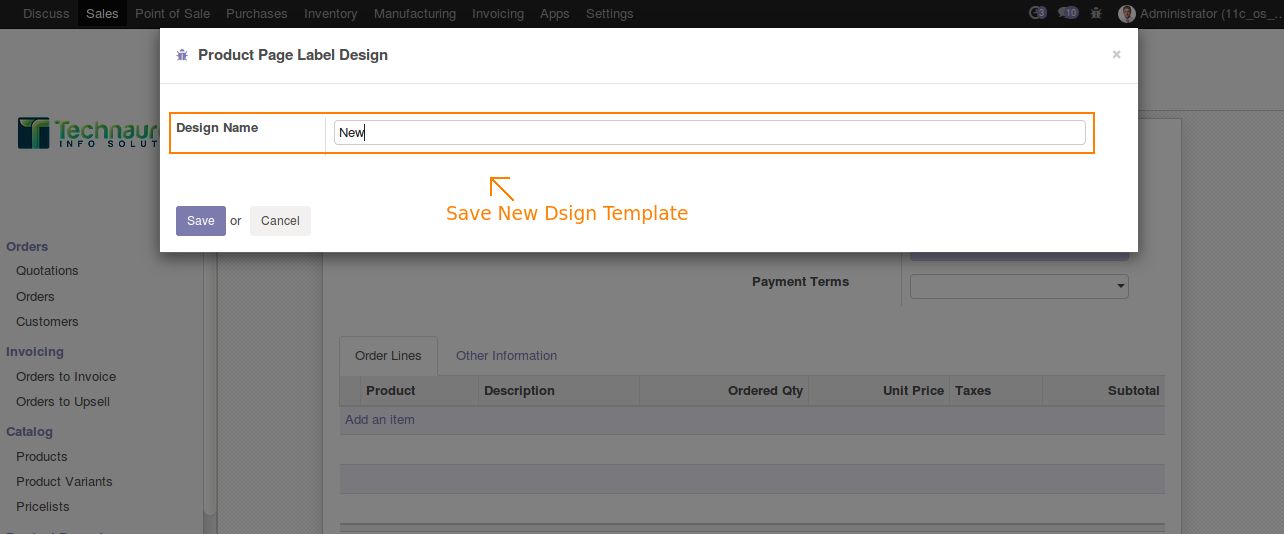 Discuss Sales Point of Sale Purchases Inventory Manufacturing Invoicing Apps Settings 3 10 Administrator (11c_os_...
Product Page Label Design ×
Technaur
INFO SOLUT
Design Name New
Save New Dsign Template
Save or Cancel
Orders
Quotations
Orders
Customers
Invoicing
Orders to Invoice
Orders to Upsell
Catalog
Products
Product Variants
Pricelists
Payment Terms
Order Lines Other Information
Product Description Ordered Qty Unit Price Taxes Subtotal
Add an item